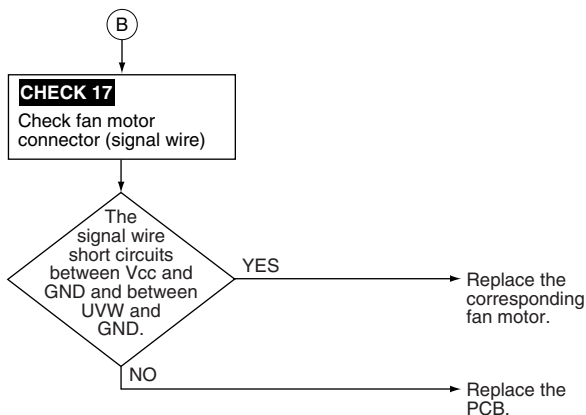 B
CHECK 17
Check fan motor
connector (signal wire)
The
signal wire
short circuits
between Vcc and
GND and between
UVW and
GND.
YES
Replace the
corresponding
fan motor.
NO
Replace the
PCB.